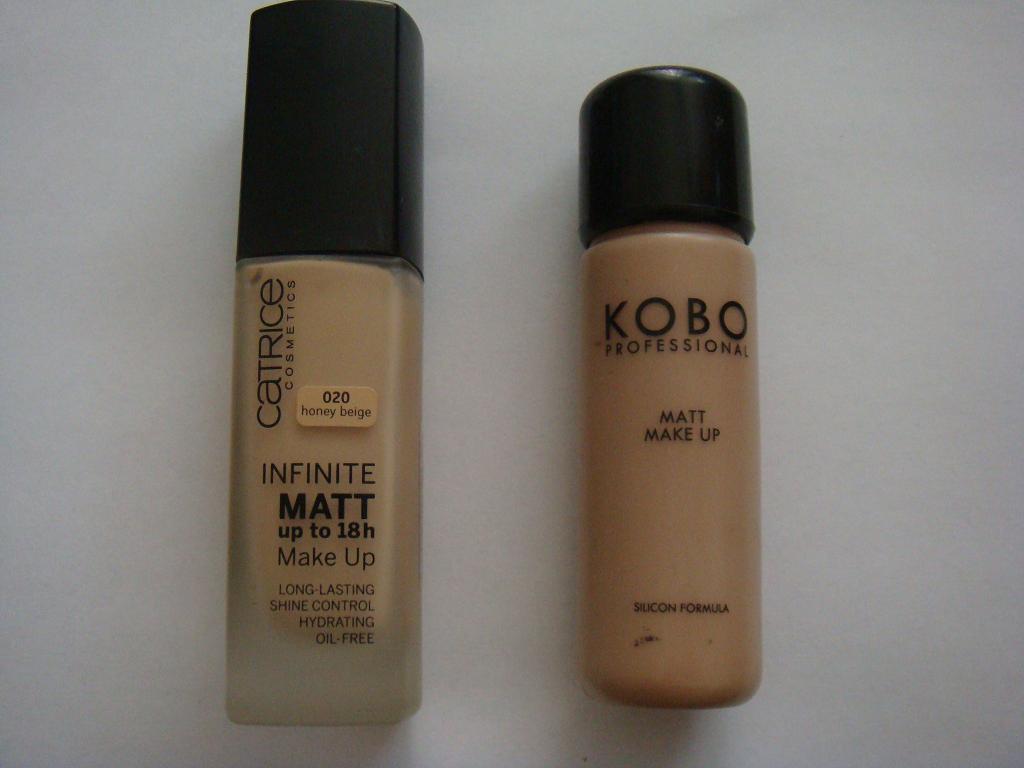 CATRICE
COSMETICS
020
honey beige
INFINITE
MATT
up to 18h
Make Up
LONG-LASTING
SHINE CONTROL
HYDRATING
OIL-FREE
KOBO
PROFESSIONAL
MATT
MAKE UP
SILICON FORMULA